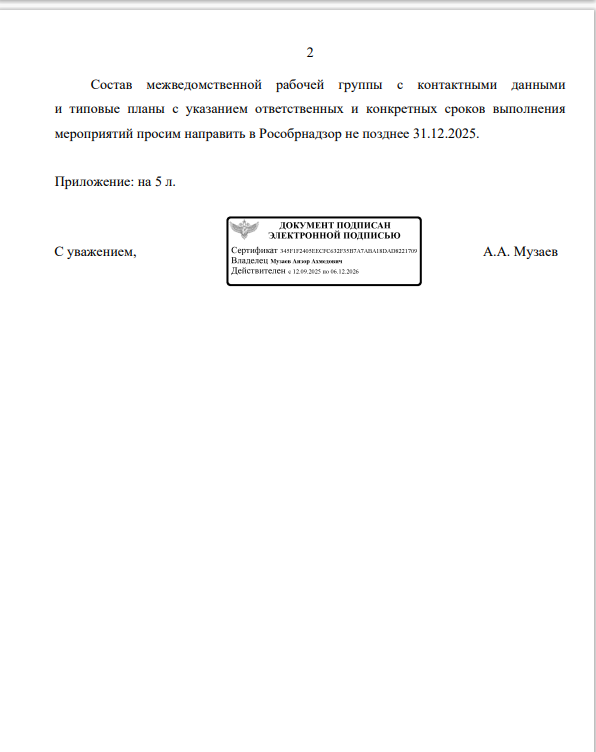 2
Состав межведомственной рабочей группы с контактными данными
и типовые планы с указанием ответственных и конкретных сроков выполнения
мероприятий просим направить в Рособрнадзор не позднее 31.12.2025.
Приложение: на 5 л.
ДОКУМЕНТ ПОДПИСАН
ЭЛЕКТРОННОЙ ПОДПИСЬЮ
Сертификат
Владелец Музаев Анзор Ахмедович
Действителен с 12.09.2025 по 06.12.2026
С уважением,
А.А. Музаев